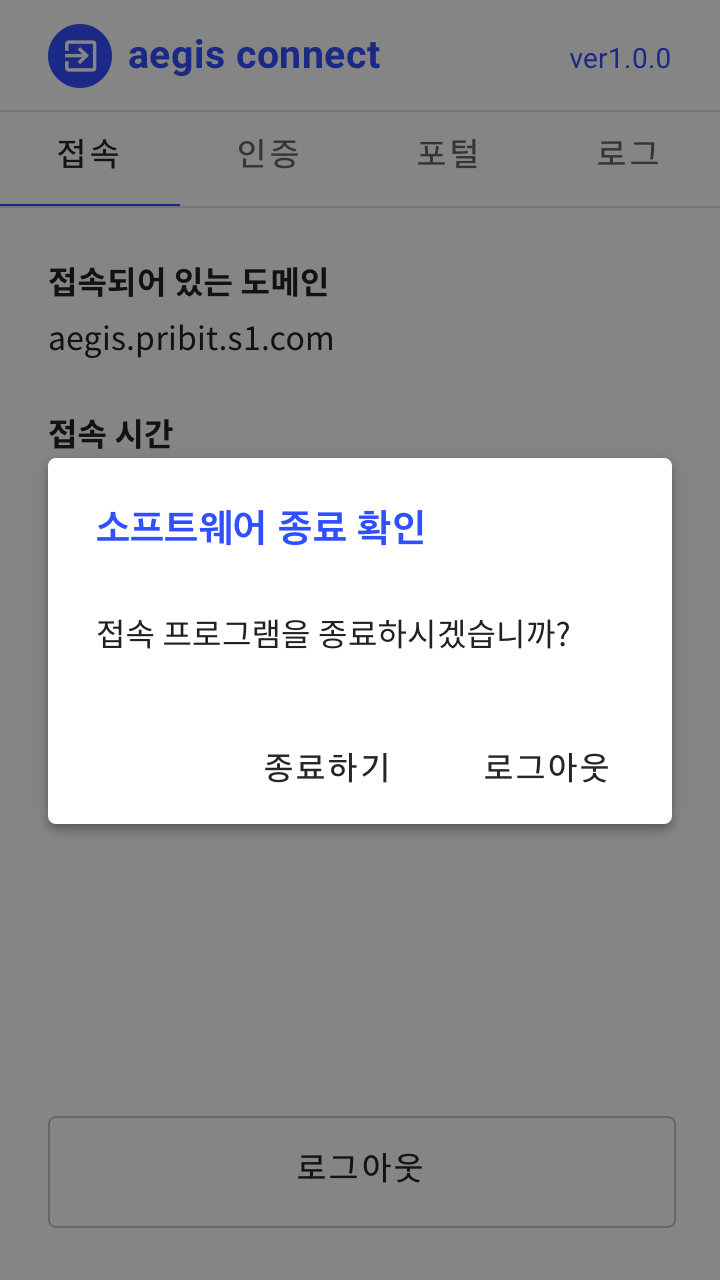 aegis connect
ver1.0.0
접속 인증 포털 로그
접속되어 있는 도메인
aegis.pribit.s1.com
접속 시간
소프트웨어 종료 확인
접속 프로그램을 종료하시겠습니까?
종료하기 로그아웃
로그아웃